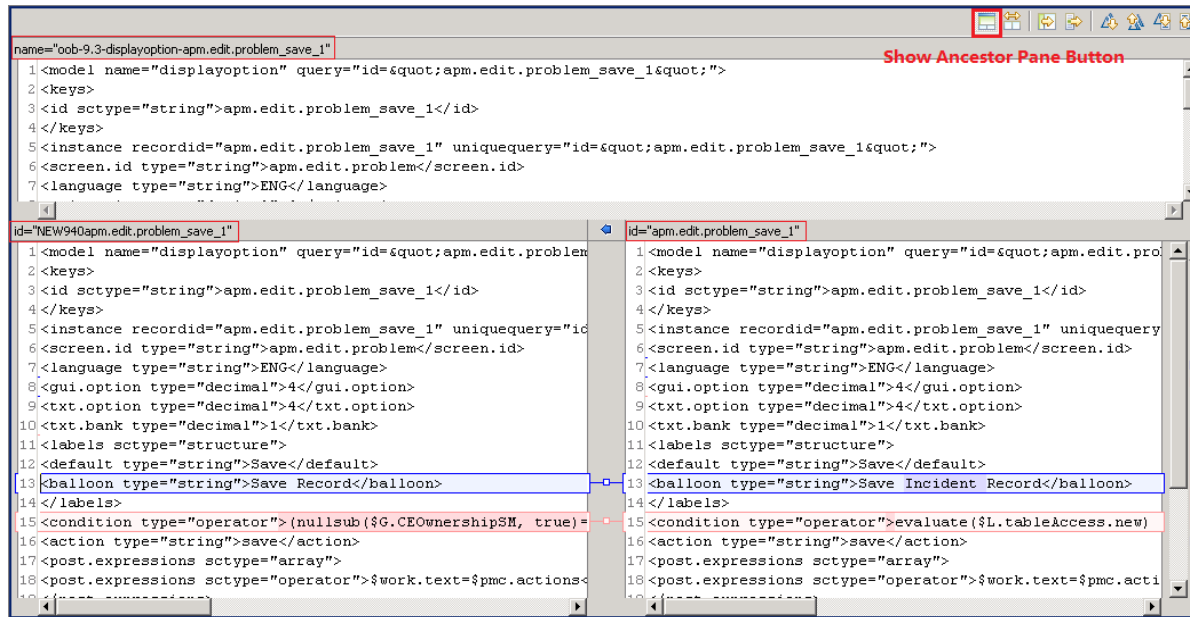 name="oob-9.3-displayoption-apm.edit.problem_save_1"
Show Ancestor Pane Button
1 <model name="displayoption" query="id=&quot;apm.edit.problem_save_1&quot;">
2 <keys>
3 <id sctype="string">apm.edit.problem_save_1</id>
4 </keys>
5 <instance recordid="apm.edit.problem_save_1" uniquequery="id=&quot;apm.edit.problem_save_1&quot;">
6 <screen.id type="string">apm.edit.problem</screen.id>
7 <language type="string">ENG</language>
id="NEW940apm.edit.problem_save_1"
1 <model name="displayoption" query="id=&quot;apm.edit.problem
2 <keys>
3 <id sctype="string">apm.edit.problem_save_1</id>
4 </keys>
5 <instance recordid="apm.edit.problem_save_1" uniquequery="id
6 <screen.id type="string">apm.edit.problem</screen.id>
7 <language type="string">ENG</language>
8 <gui.option type="decimal">4</gui.option>
9 <txt.option type="decimal">4</txt.option>
10 <txt.bank type="decimal">1</txt.bank>
11 <labels sctype="structure">
12 <default type="string">Save</default>
13 <balloon type="string">Save Record</balloon>
14 </labels>
15 <condition type="operator">(nullsub($G.CEOwnershipSM, true)=
16 <action type="string">save</action>
17 <post.expressions sctype="array">
18 <post.expressions sctype="operator">$work.text=$pmc.actions<
id="apm.edit.problem_save_1"
1 <model name="displayoption" query="id=&quot;apm.edit.pro
2 <keys>
3 <id sctype="string">apm.edit.problem_save_1</id>
4 </keys>
5 <instance recordid="apm.edit.problem_save_1" uniquequery
6 <screen.id type="string">apm.edit.problem</screen.id>
7 <language type="string">ENG</language>
8 <gui.option type="decimal">4</gui.option>
9 <txt.option type="decimal">4</txt.option>
10 <txt.bank type="decimal">1</txt.bank>
11 <labels sctype="structure">
12 <default type="string">Save</default>
13 <balloon type="string">Save Incident Record</balloon>
14 </labels>
15 <condition type="operator">evaluate($L.tableAccess.new)
16 <action type="string">save</action>
17 <post.expressions sctype="array">
18 <post.expressions sctype="operator">$work.text=$pmc.acti